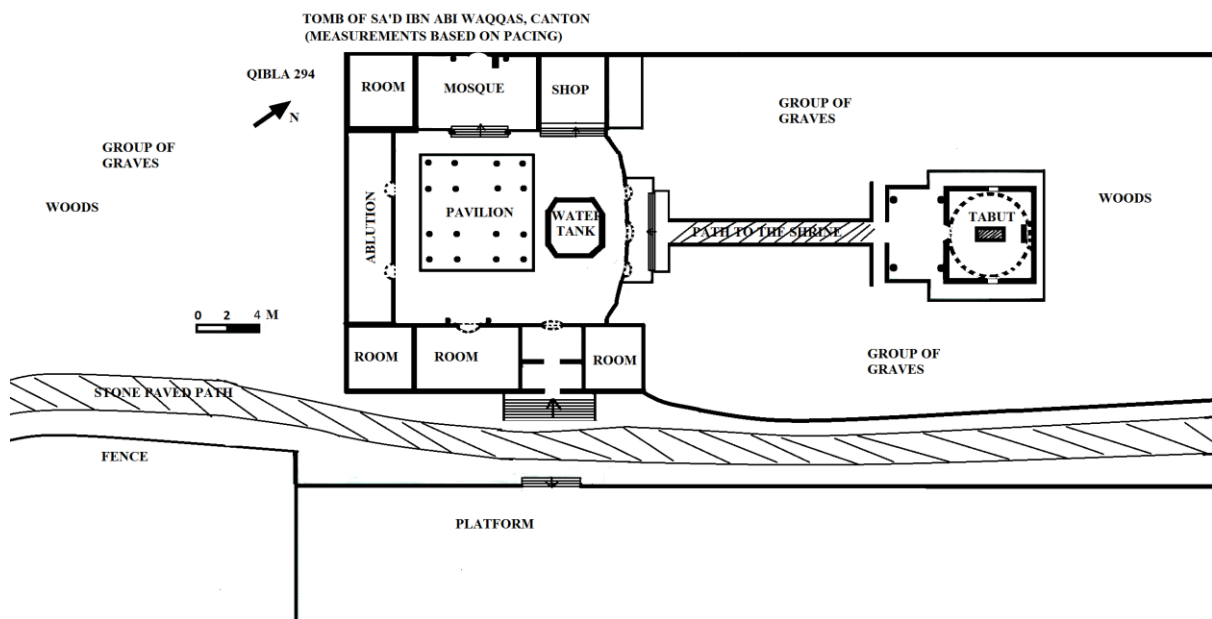 TOMB OF SA'D IBN ABI WAQQAS, CANTON
(MEASUREMENTS BASED ON PACING)
QIBLA 294
N
ROOM
MOSQUE
SHOP
GROUP OF
GRAVES
GROUP OF
GRAVES
WOODS
ABLUTION
PAVILION
WATER
TANK
PATH TO THE SHRINE
TABUT
WOODS
0 2 4 M
ROOM
ROOM
ROOM
GROUP OF
GRAVES
STONE PAVED PATH
FENCE
PLATFORM